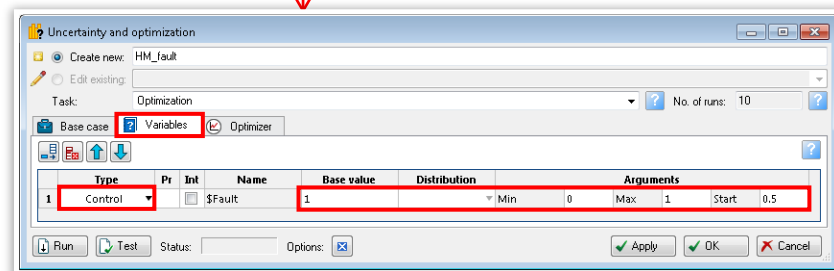 Uncertainty and optimization
Create new: HM_fault
Edit existing:
Task: Optimization No. of runs: 10
Base case Variables Optimizer
Type Pr Int Name Base value Distribution Arguments
1 Control $Fault 1 Min 0 Max 1 Start 0.5
Run Test Status: Options: Apply OK Cancel